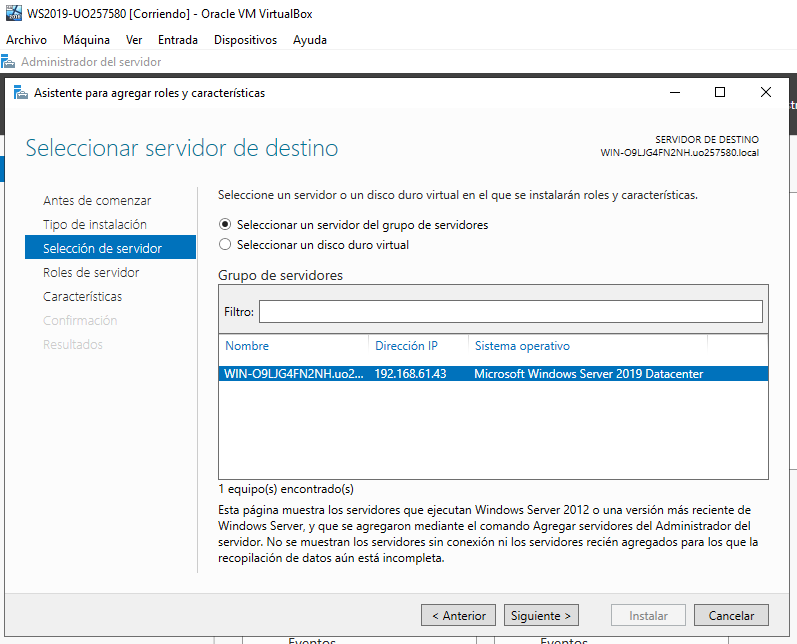 WS2019-UO257580 [Corriendo] - Oracle VM VirtualBox
Archivo Máquina Ver Entrada Dispositivos Ayuda
Administrador del servidor
Asistente para agregar roles y características
Seleccionar servidor de destino
SERVIDOR DE DESTINO
WIN-O9LJG4FN2NH.uo257580.local
Antes de comenzar
Tipo de instalación
Selección de servidor
Roles de servidor
Características
Confirmación
Resultados
Seleccione un servidor o un disco duro virtual en el que se instalarán roles y características.
Seleccionar un servidor del grupo de servidores
Seleccionar un disco duro virtual
Grupo de servidores
Filtro:
Nombre Dirección IP Sistema operativo
WIN-O9LJG4FN2NH.uo2... 192.168.61.43 Microsoft Windows Server 2019 Datacenter
1 equipo(s) encontrado(s)
Esta página muestra los servidores que ejecutan Windows Server 2012 o una versión más reciente de
Windows Server, y que se agregaron mediante el comando Agregar servidores del Administrador del
servidor. No se muestran los servidores sin conexión ni los servidores recién agregados para los que la
recopilación de datos aún está incompleta.
< Anterior Siguiente > Instalar Cancelar
Eventos Eventos